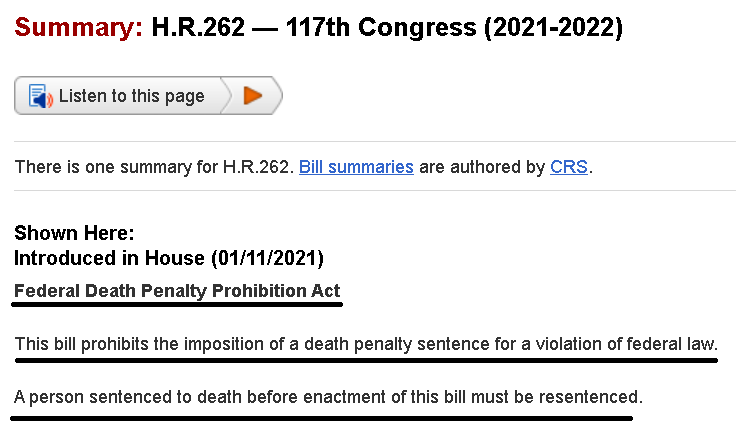 Summary: H.R.262 — 117th Congress (2021-2022)
Listen to this page
There is one summary for H.R.262. Bill summaries are authored by CRS.
Shown Here:
Introduced in House (01/11/2021)
Federal Death Penalty Prohibition Act
This bill prohibits the imposition of a death penalty sentence for a violation of federal law.
A person sentenced to death before enactment of this bill must be resentenced.